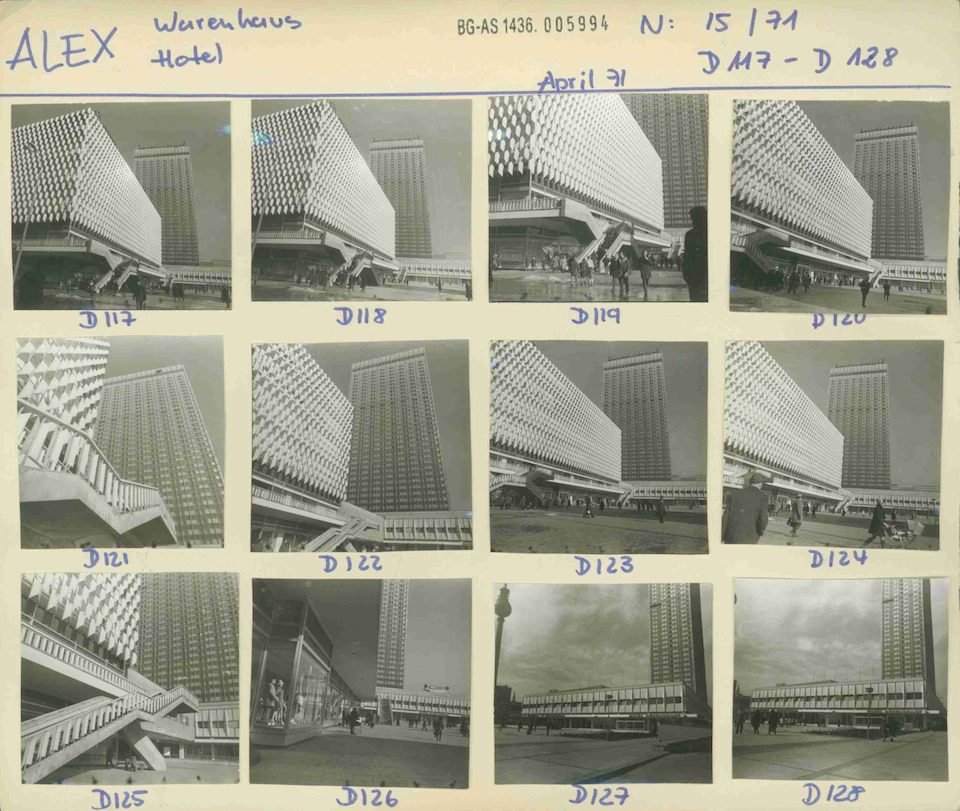 ALEX
Warenhaus
Hotel
BG-AS 1436. 005994
N: 15/71
D 117 - D 128
April 71
D117 D118 D119 D120
D121 D122 D123 D124
D125 D126 D127 D128